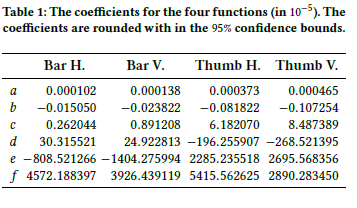 Table 1: The coefficients for the four functions (in 10⁻⁵). The
coefficients are rounded with in the 95% confidence bounds.
Bar H. Bar V. Thumb H. Thumb V.
a 0.000102 0.000138 0.000373 0.000465
b −0.015050 −0.023822 −0.081822 −0.107254
c 0.262044 0.891208 6.182070 8.487389
d 30.315521 24.922813 −196.255907 −268.521395
e −808.521266 −1404.275994 2285.235518 2695.568356
f 4572.188397 3926.439119 5415.562625 2890.283450